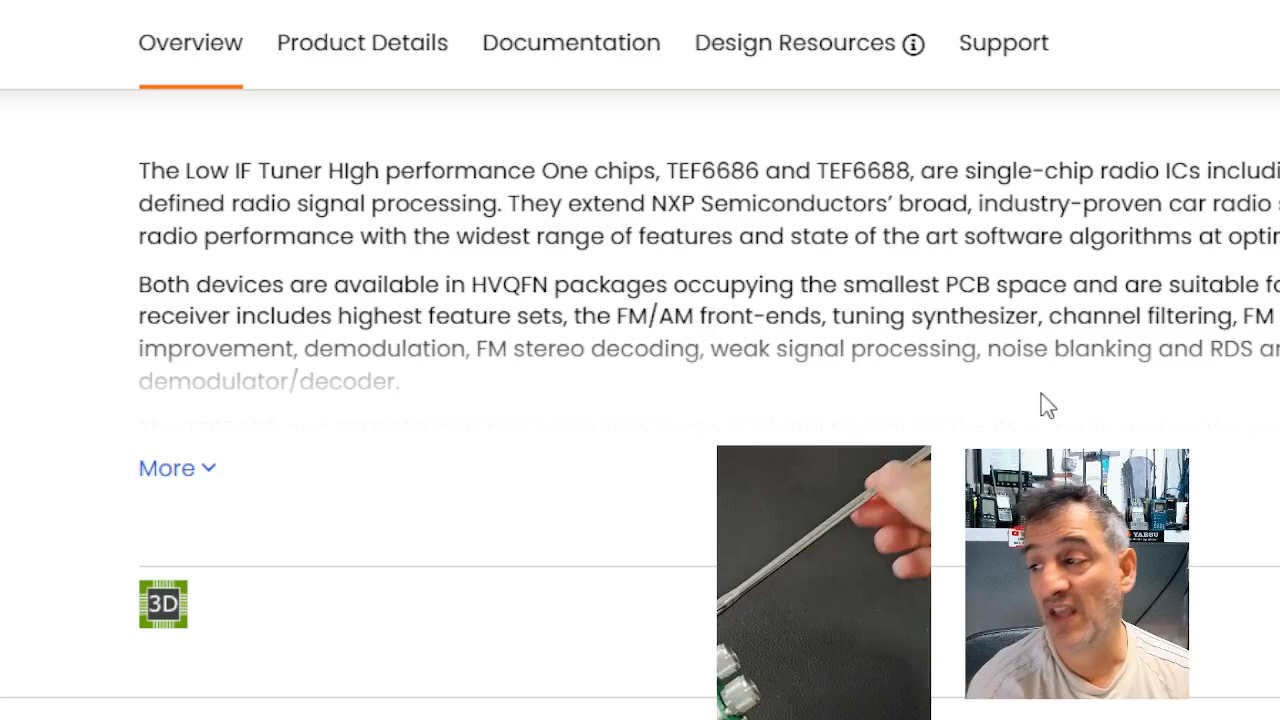 Overview Product Details Documentation Design Resources Support
The Low IF Tuner HIgh performance One chips, TEF6686 and TEF6688, are single-chip radio ICs
defined radio signal processing. They extend NXP Semiconductors’ broad, industry-proven car radio
radio performance with the widest range of features and state of the art software algorithms at
Both devices are available in HVQFN packages occupying the smallest PCB space and are suitable
receiver includes highest feature sets, the FM/AM front-ends, tuning synthesizer, channel filtering, FM
improvement, demodulation, FM stereo decoding, weak signal processing, noise blanking and RDS
demodulator/decoder.
More
3D
YAESU